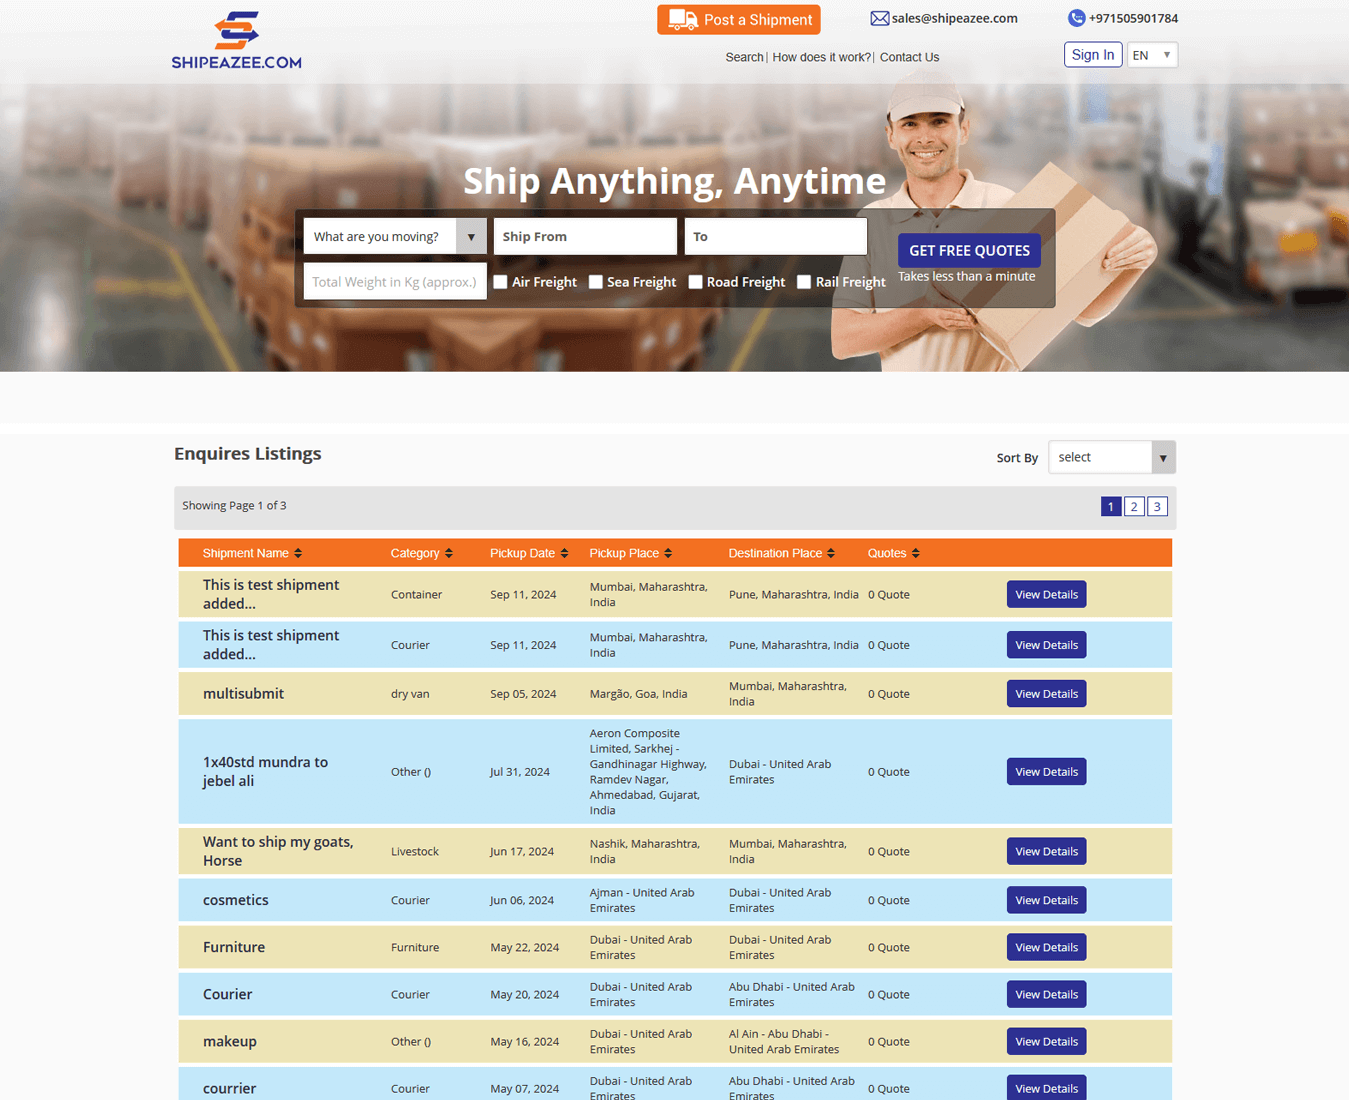 SHIPEAZEE.COM
Post a Shipment
sales@shipeazee.com
+971505901784
Search| How does it work?| Contact Us
Sign In
EN
Ship Anything, Anytime
What are you moving?
Ship From
To
GET FREE QUOTES
Takes less than a minute
Total Weight in Kg (approx.)
Air Freight
Sea Freight
Road Freight
Rail Freight
Enquires Listings
Sort By
select
Showing Page 1 of 3
1 2 3
Shipment Name Category Pickup Date Pickup Place Destination Place Quotes
This is test shipment
added...
Container
Sep 11, 2024
Mumbai, Maharashtra,
India
Pune, Maharashtra, India
0 Quote
View Details
This is test shipment
added...
Courier
Sep 11, 2024
Mumbai, Maharashtra,
India
Pune, Maharashtra, India
0 Quote
View Details
multisubmit
dry van
Sep 05, 2024
Margão, Goa, India
Mumbai, Maharashtra,
India
0 Quote
View Details
1x40std mundra to
jebel ali
Other ()
Jul 31, 2024
Aeron Composite
Limited, Sarkhej -
Gandhinagar Highway,
Ramdev Nagar,
Ahmedabad, Gujarat,
India
Dubai - United Arab
Emirates
0 Quote
View Details
Want to ship my goats,
Horse
Livestock
Jun 17, 2024
Nashik, Maharashtra,
India
Mumbai, Maharashtra,
India
0 Quote
View Details
cosmetics
Courier
Jun 06, 2024
Ajman - United Arab
Emirates
Dubai - United Arab
Emirates
0 Quote
View Details
Furniture
Furniture
May 22, 2024
Dubai - United Arab
Emirates
Dubai - United Arab
Emirates
0 Quote
View Details
Courier
Courier
May 20, 2024
Dubai - United Arab
Emirates
Abu Dhabi - United Arab
Emirates
0 Quote
View Details
makeup
Other ()
May 16, 2024
Dubai - United Arab
Emirates
Al Ain - Abu Dhabi -
United Arab Emirates
0 Quote
View Details
courrier
Courier
May 07, 2024
Dubai - United Arab
Emirates
Abu Dhabi - United Arab
Emirates
0 Quote
View Details